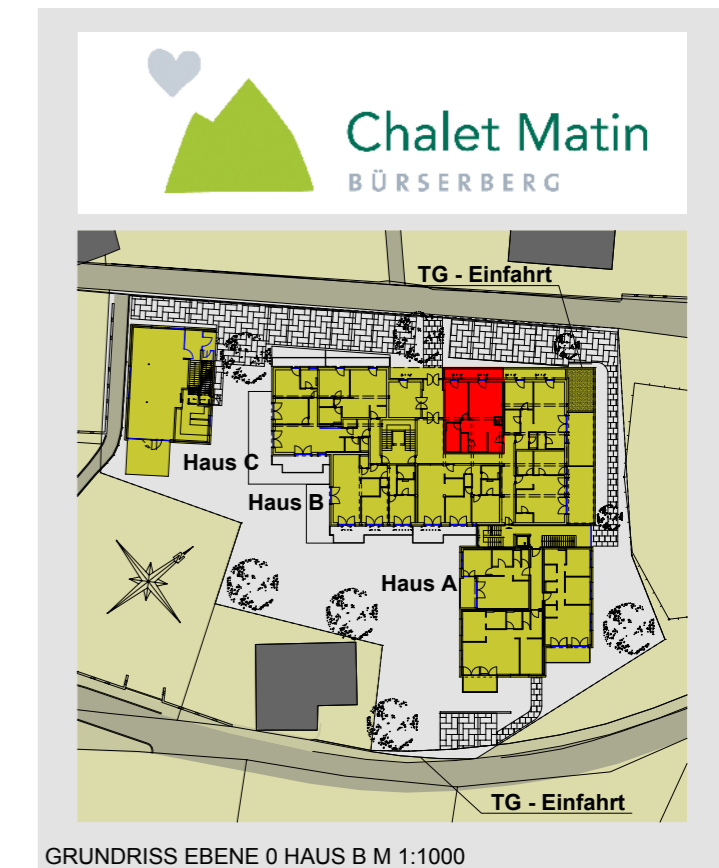 Chalet Matin
BÜRSERBERG
TG - Einfahrt
Haus C
Haus B
Haus A
TG - Einfahrt
GRUNDRISS EBENE 0 HAUS B M 1:1000